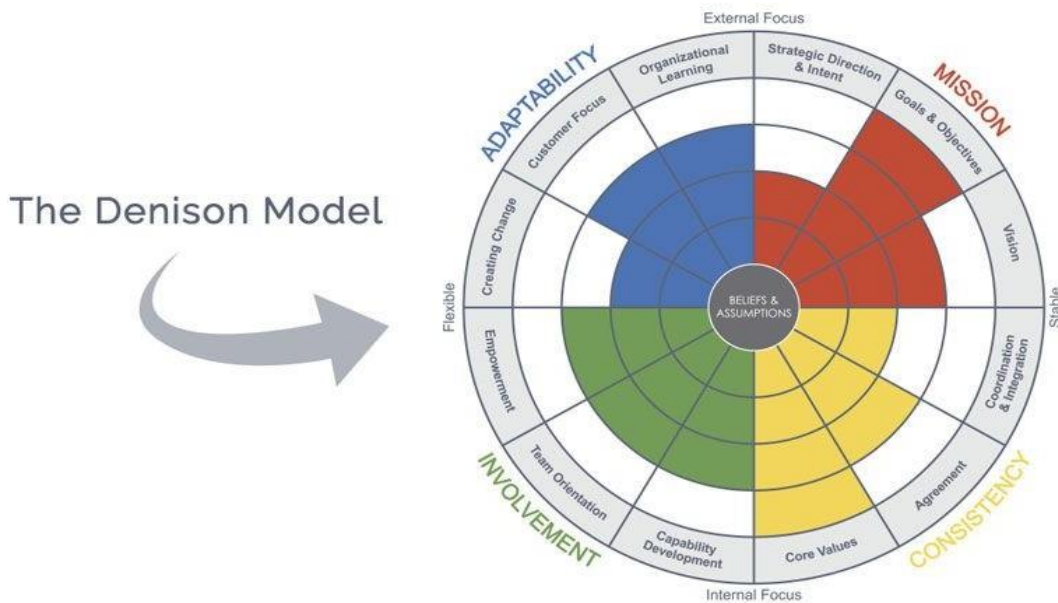 The Denison Model
External Focus
ADAPTABILITY
MISSION
Organizational
Learning
Strategic Direction
& Intent
Customer Focus
Goals & Objectives
Creating Change
Vision
Flexible
BELIEFS &
ASSUMPTIONS
Stable
Empowerment
Coordination
& Integration
Team Orientation
Agreement
Capability
Development
Core Values
INVOLVEMENT
CONSISTENCY
Internal Focus